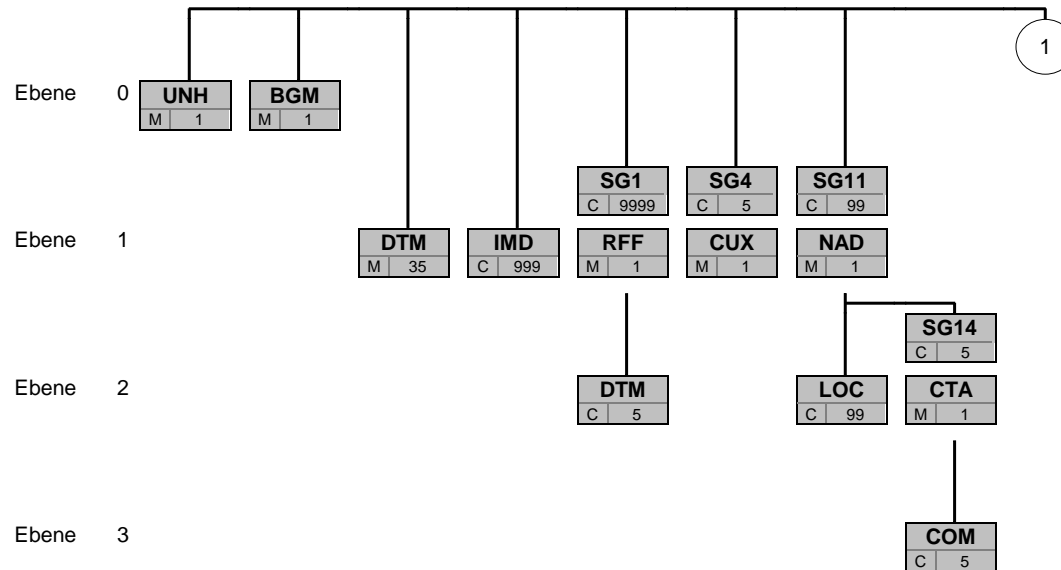 1
Ebene 0 UNH BGM
M 1 M 1
SG1 SG4 SG11
C 9999 C 5 C 99
Ebene 1 DTM IMD RFF CUX NAD
M 35 C 999 M 1 M 1 M 1
SG14
C 5
Ebene 2 DTM LOC CTA
C 5 C 99 M 1
Ebene 3 COM
C 5